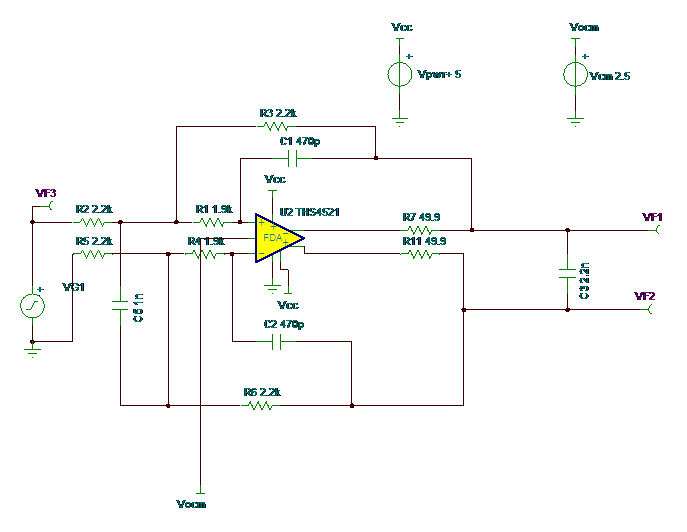 Vcc
Vocm
Vpwr+ 5
Vcm 2.5
R3 2.2k
C1 470p
Vcc
VF3
R2 2.2k
R1 1.9k
U2 THS4521
R7 49.9
VF1
FDA
R5 2.2k
R4 1.9k
R11 49.9
C3 2.2n
VG1
C5 1n
Vcc
VF2
C2 470p
R6 2.2k
Vocm